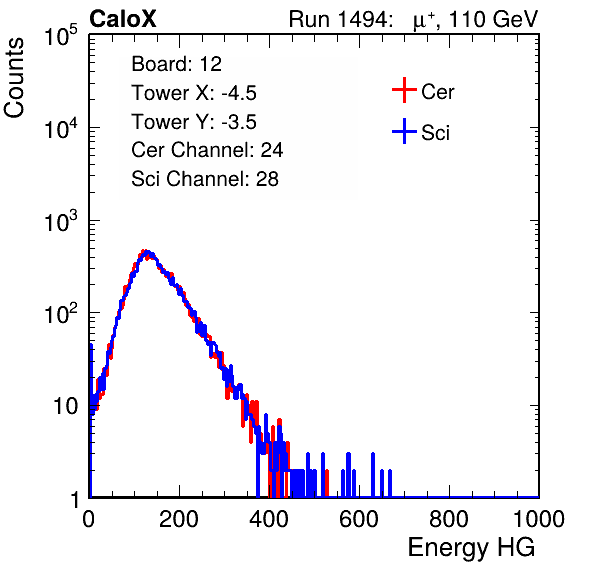 CaloX Run 1494: μ⁺, 110 GeV
Counts
10⁵
10⁴
10³
10²
10
1
Board: 12
Tower X: -4.5
Tower Y: -3.5
Cer Channel: 24
Sci Channel: 28
Cer
Sci
0 200 400 600 800 1000
Energy HG